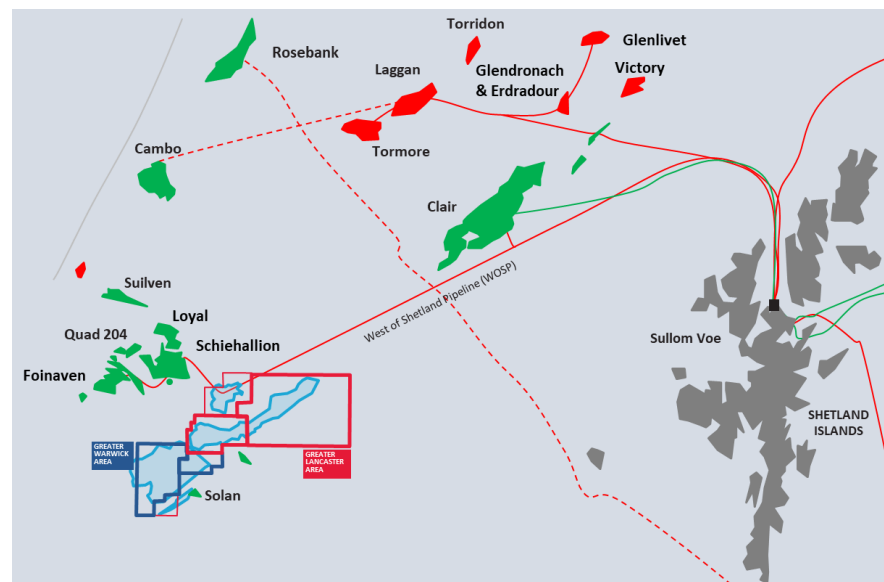 Torridon
Rosebank
Glenlivet
Laggan
Glendronach
& Erdradour
Victory
Cambo
Tormore
Clair
West of Shetland Pipeline (WOSP)
Suilven
Loyal
Quad 204
Schiehallion
Sullom Voe
Foinaven
SHETLAND
ISLANDS
GREATER
WARWICK
AREA
GREATER
LANCASTER
AREA
Solan